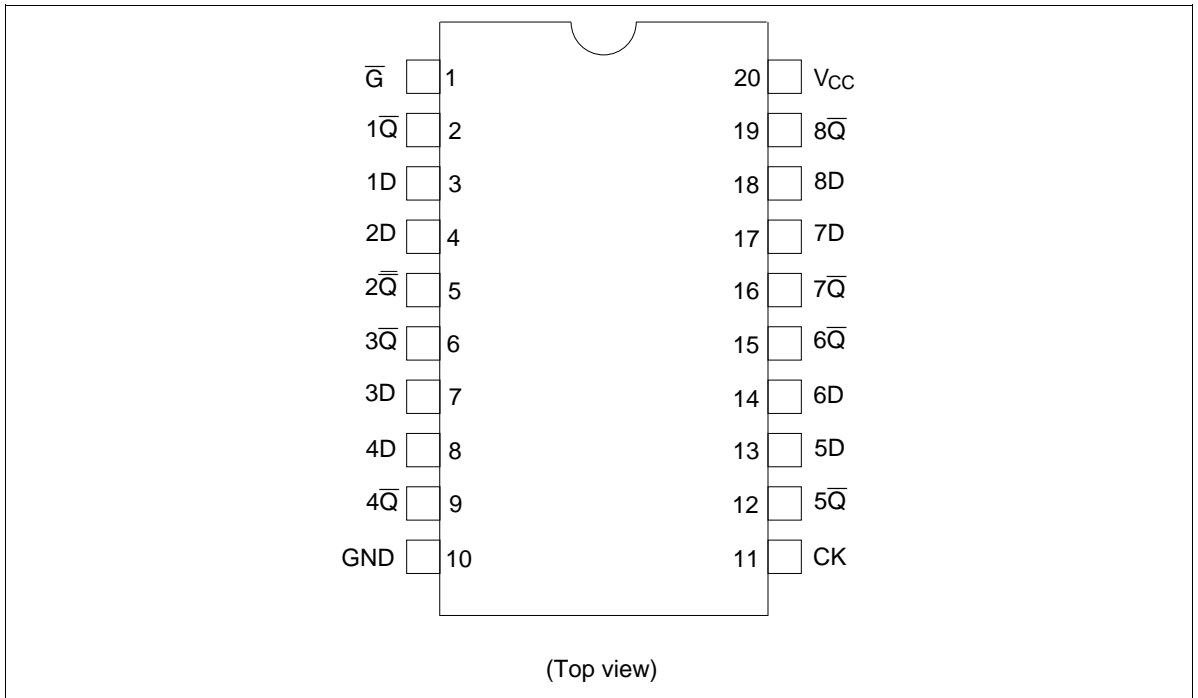 G̅ 1 20 VCC
1Q̅ 2 19 8Q̅
1D 3 18 8D
2D 4 17 7D
2Q̅ 5 16 7Q̅
3Q̅ 6 15 6Q̅
3D 7 14 6D
4D 8 13 5D
4Q̅ 9 12 5Q̅
GND 10 11 CK
(Top view)